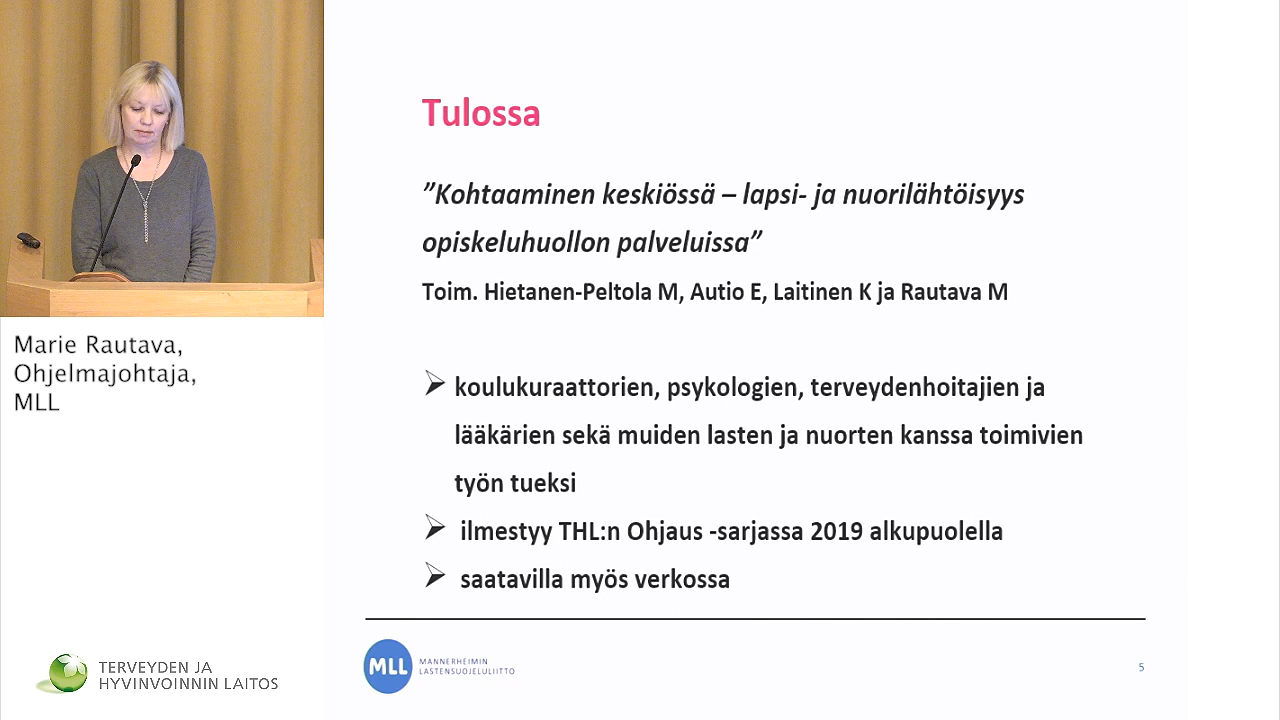 Tulossa
”Kohtaaminen keskiössä – lapsi- ja nuorilähtöisyys
opiskeluhuollon palveluissa”
Toim. Hietanen-Peltola M, Autio E, Laitinen K ja Rautava M
koulukuraattorien, psykologien, terveydenhoitajien ja
lääkärien sekä muiden lasten ja nuorten kanssa toimivien
työn tueksi
ilmestyy THL:n Ohjaus -sarjassa 2019 alkupuolella
saatavilla myös verkossa
Marie Rautava,
Ohjelmajohtaja,
MLL
TERVEYDEN JA
HYVINVOINNIN LAITOS
MLL
MANNERHEIMIN
LASTENSUOJELULIITTO
5